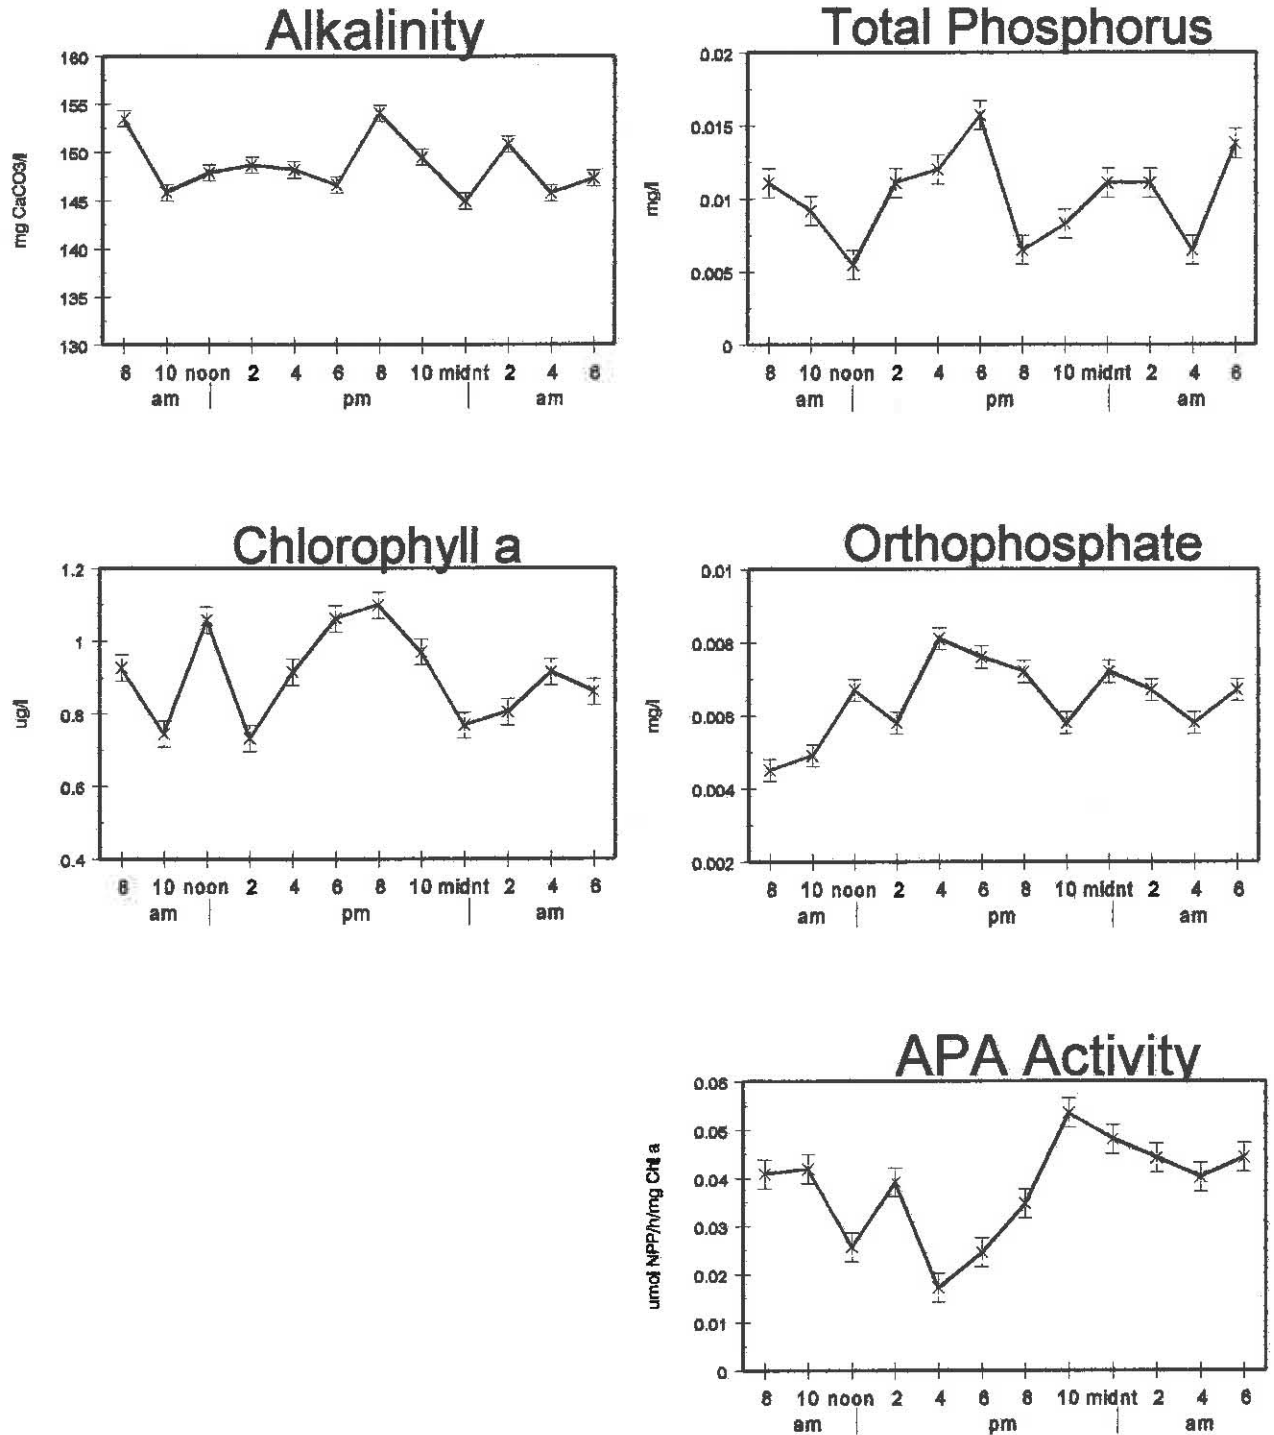 Alkalinity
160
155
150
145
140
135
130
mg CaCO3/l
8 10 noon 2 4 6 8 10 midnt 2 4 6
am | pm | am
Total Phosphorus
0.02
0.015
0.01
0.005
0
mg/l
8 10 noon 2 4 6 8 10 midnt 2 4 6
am | pm | am
Chlorophyll a
1.2
1
0.8
0.6
0.4
ug/l
8 10 noon 2 4 6 8 10 midnt 2 4 6
am | pm | am
Orthophosphate
0.01
0.008
0.006
0.004
0.002
mg/l
8 10 noon 2 4 6 8 10 midnt 2 4 6
am | pm | am
APA Activity
0.06
0.05
0.04
0.03
0.02
0.01
0
umol NPP/h/mg Chl a
8 10 noon 2 4 6 8 10 midnt 2 4 6
am | pm | am